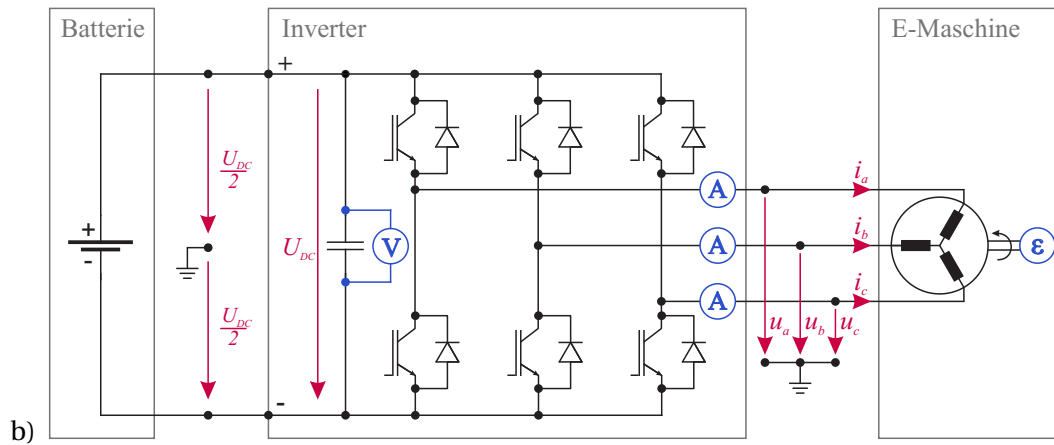 Batterie
Inverter
E-Maschine
+
U_DC
2
+
-
U_DC
V
U_DC
2
-
A
A
A
i_a
i_b
i_c
ε
u_a u_b u_c
b)